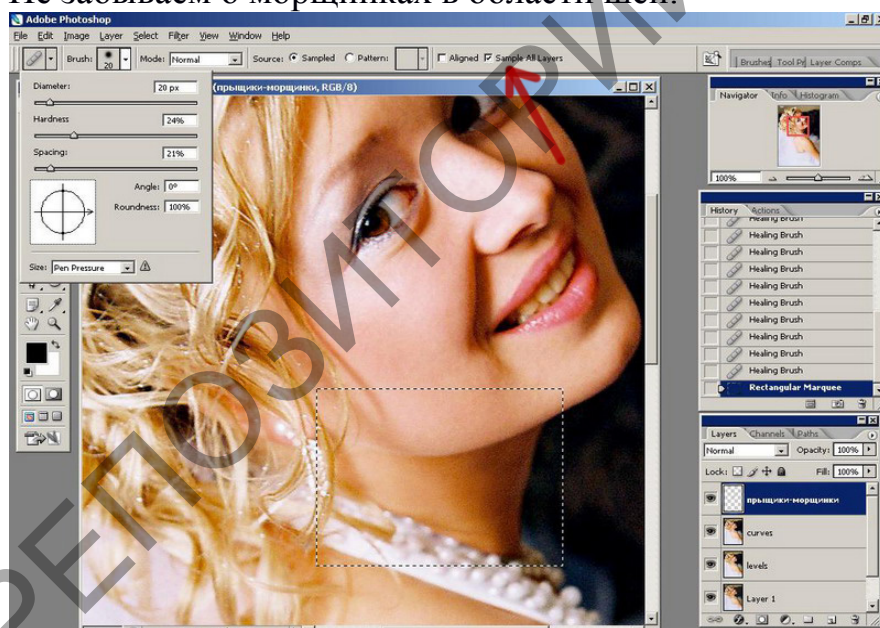 Не забываем о морщинках в области шеи!
Adobe Photoshop
File Edit Image Layer Select Filter View Window Help
Brush: 20 Mode: Normal Source: Sampled Pattern: Aligned Sample All Layers
Brushes Tool Pr Layer Comps
Diameter: 20 px
Hardness 24%
Spacing: 21%
Angle: 0°
Roundness: 100%
Size: Pen Pressure
(прыщики-морщинки, RGB/8)
Navigator Info Histogram
100%
History Actions
Healing Brush
Healing Brush
Healing Brush
Healing Brush
Healing Brush
Healing Brush
Healing Brush
Healing Brush
Healing Brush
Healing Brush
Rectangular Marquee
Layers Channels Paths
Normal Opacity: 100%
Lock: Fill: 100%
прыщики-морщинки
curves
levels
Layer 1